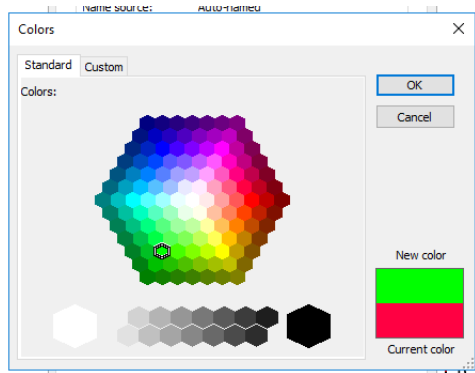 Name source: Auto-named
Colors
Standard Custom
Colors:
OK
Cancel
New color
Current color